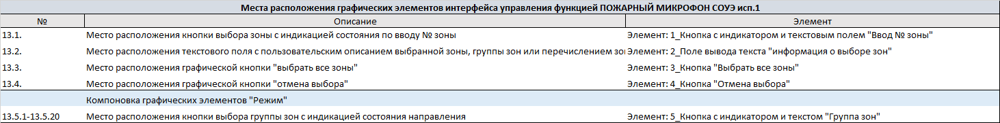 Места расположения графических элементов интерфейса управления функцией ПОЖАРНЫЙ МИКРОФОН СОУЭ исп.1
№ Описание Элемент
13.1. Место расположения кнопки выбора зоны с индикацией состояния по вводу № зоны Элемент: 1_Кнопка с индикатором и текстовым полем "Ввод № зоны"
13.2. Место расположения текстового поля с пользовательским описанием выбранной зоны, группы зон или перечислением зо Элемент: 2_Поле вывода текста "информация о выборе зон"
13.3. Место расположения графической кнопки "выбрать все зоны" Элемент: 3_Кнопка "Выбрать все зоны"
13.4. Место расположения графической кнопки "отмена выбора" Элемент: 4_Кнопка "Отмена выбора"
Компоновка графических элементов "Режим"
13.5.1-13.5.20 Место расположения кнопки выбора группы зон с индикацией состояния направления Элемент: 5_Кнопка с индикатором и текстом "Группа зон"